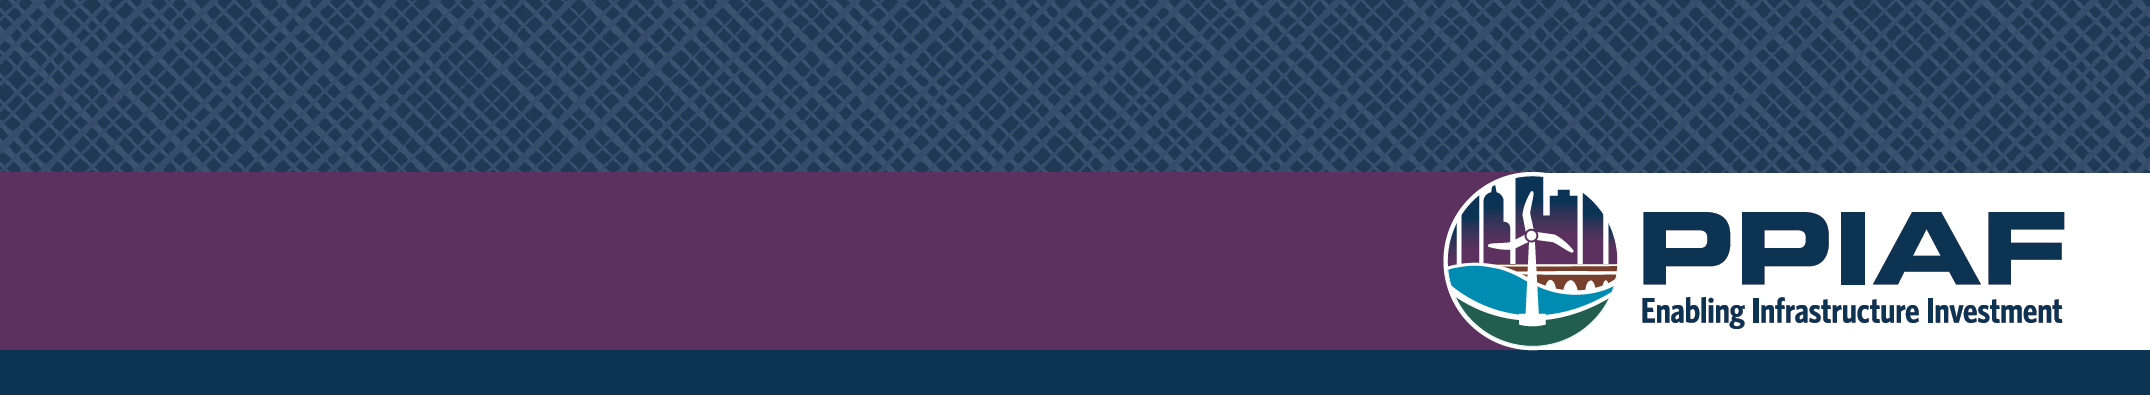 PPIAF
Enabling Infrastructure Investment